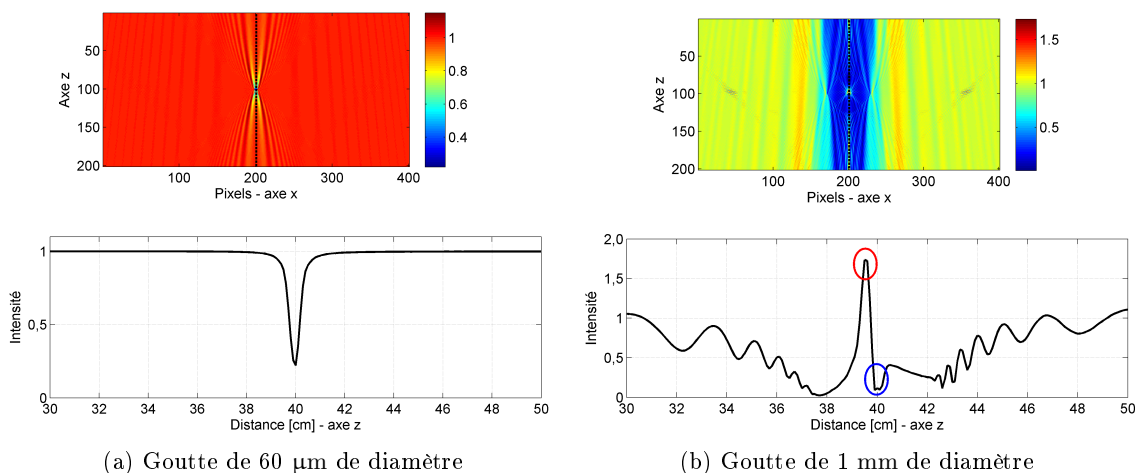 50
100
150
200
Axe z
100
200
300
400
Pixels - axe x
1
0.8
0.6
0.4
50
100
150
200
Axe z
100
200
300
400
Pixels - axe x
1.5
1
0.5
1
0,5
0
Intensité
30 32 34 36 38 40 42 44 46 48 50
Distance [cm] - axe z
2,0
1,5
1
0,5
0
Intensité
30 32 34 36 38 40 42 44 46 48 50
Distance [cm] - axe z
(a) Goutte de 60 µm de diamètre
(b) Goutte de 1 mm de diamètre